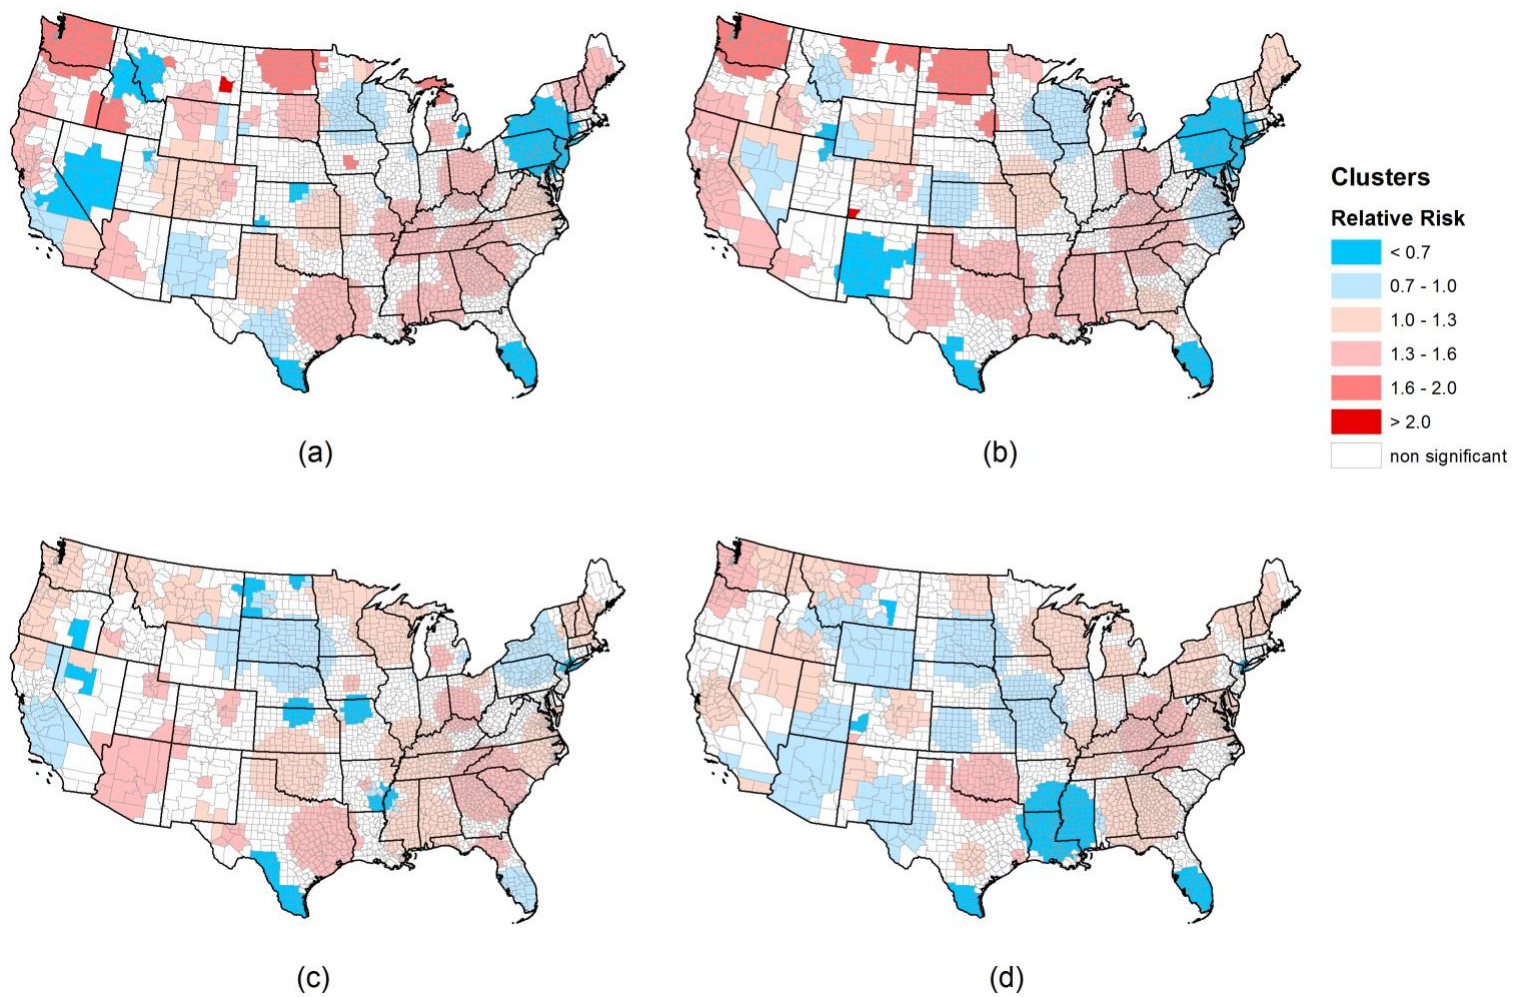 (a)
(b)
Clusters
Relative Risk
< 0.7
0.7 - 1.0
1.0 - 1.3
1.3 - 1.6
1.6 - 2.0
> 2.0
non significant
(c)
(d)